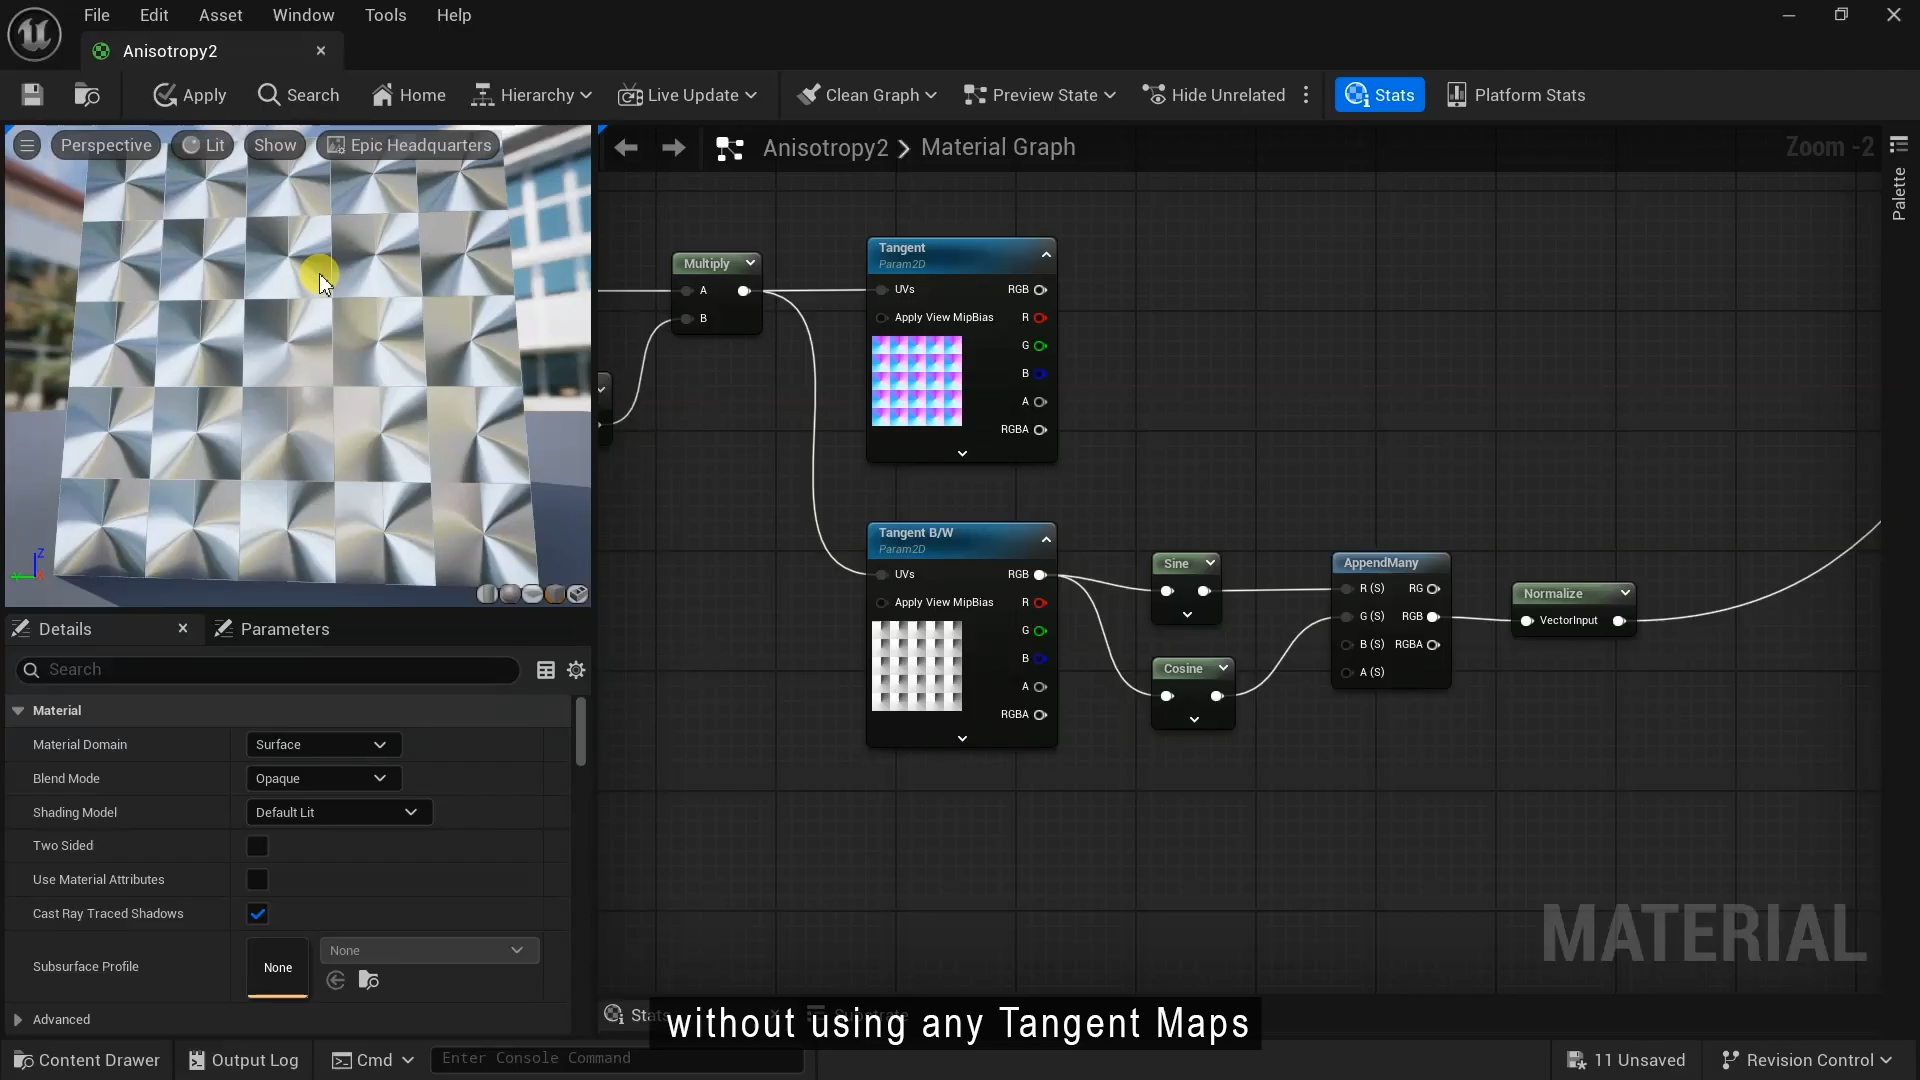 File Edit Asset Window Tools Help
Anisotropy2
Apply Search Home Hierarchy Live Update Clean Graph Preview State Hide Unrelated Stats Platform Stats
Perspective Lit Show Epic Headquarters
Anisotropy2 > Material Graph
Zoom -2
Palette
Multiply
A
B
Tangent
Param2D
UVs RGB
Apply View MipBias R
G
B
A
RGBA
Tangent B/W
Param2D
UVs RGB
Apply View MipBias R
G
B
A
RGBA
Sine
Cosine
AppendMany
R (S) RG
G (S) RGB
B (S) RGBA
A (S)
Normalize
VectorInput
Z
Details Parameters
Search
Material
Material Domain Surface
Blend Mode Opaque
Shading Model Default Lit
Two Sided
Use Material Attributes
Cast Ray Traced Shadows
Subsurface Profile None None
Advanced
MATERIAL
without using any Tangent Maps
Content Drawer Output Log Cmd Enter Console Command 11 Unsaved Revision Control